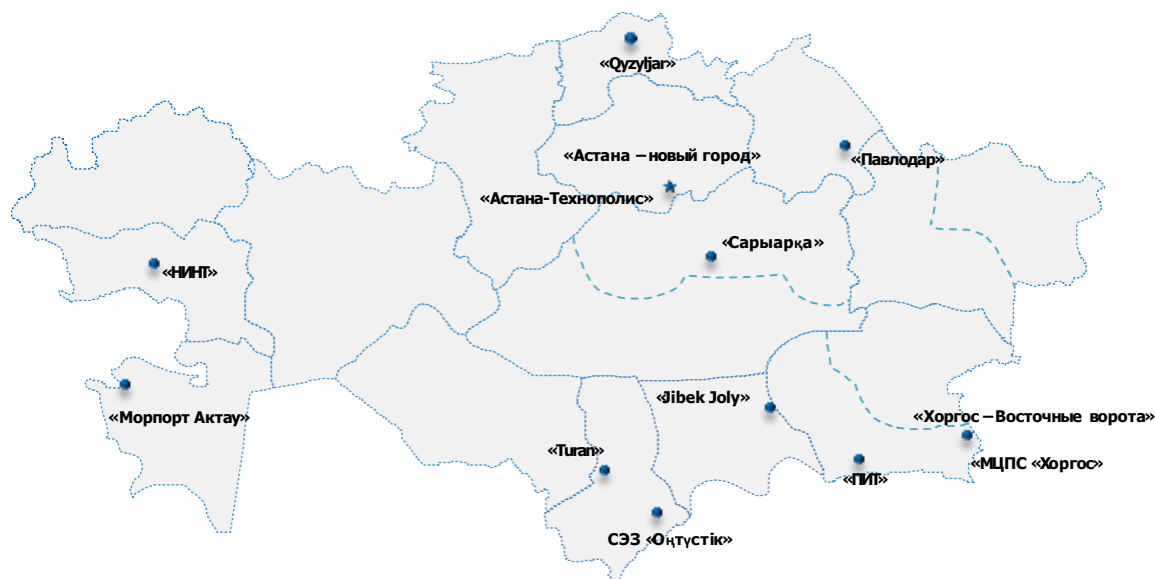 «Qyzyljar»
«Астана – новый город»
«Павлодар»
«Астана-Технополис»
«Сарыарқа»
«НИНТ»
«Jibek Joly»
«Морпорт Актау»
«Хоргос – Восточные ворота»
«Turan»
«МЦПС «Хоргос»
«ПИТ»
СЭЗ «Оңтүстік»